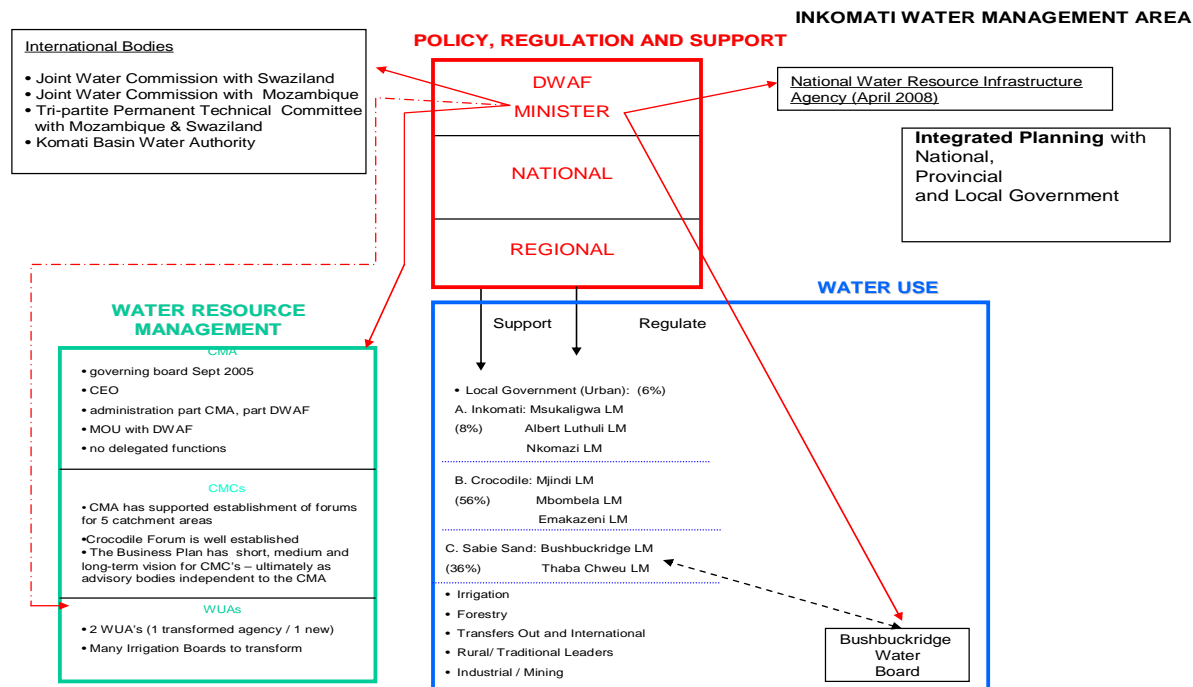 INKOMATI WATER MANAGEMENT AREA
International Bodies
• Joint Water Commission with Swaziland
• Joint Water Commission with Mozambique
• Tri-partite Permanent Technical Committee
with Mozambique & Swaziland
• Komati Basin Water Authority
POLICY, REGULATION AND SUPPORT
DWAF
MINISTER
NATIONAL
REGIONAL
National Water Resource Infrastructure
Agency (April 2008)
Integrated Planning with
National,
Provincial
and Local Government
WATER RESOURCE
MANAGEMENT
CMA
• governing board Sept 2005
• CEO
• administration part CMA, part DWAF
• MOU with DWAF
• no delegated functions
CMCs
• CMA has supported establishment of forums
for 5 catchment areas
•Crocodile Forum is well established
• The Business Plan has short, medium and
long-term vision for CMC's – ultimately as
advisory bodies independent to the CMA
WUAs
• 2 WUA's (1 transformed agency / 1 new)
• Many Irrigation Boards to transform
WATER USE
Support Regulate
• Local Government (Urban): (6%)
A. Inkomati: Msukaligwa LM
(8%) Albert Luthuli LM
Nkomazi LM
B. Crocodile: Mjindi LM
(56%) Mbombela LM
Emakazeni LM
C. Sabie Sand: Bushbuckridge LM
(36%) Thaba Chweu LM
• Irrigation
• Forestry
• Transfers Out and International
• Rural/ Traditional Leaders
• Industrial / Mining
Bushbuckridge
Water
Board